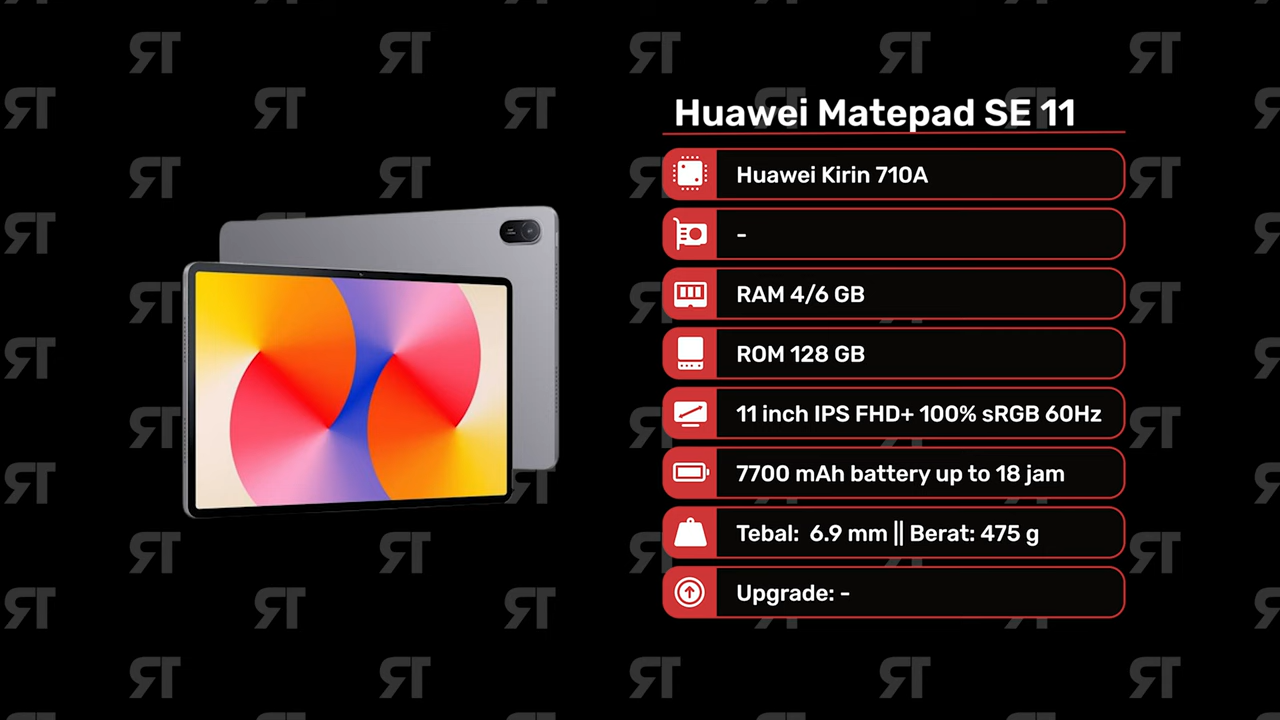 Huawei Matepad SE 11
Huawei Kirin 710A
-
RAM 4/6 GB
ROM 128 GB
11 inch IPS FHD+ 100% sRGB 60Hz
7700 mAh battery up to 18 jam
Tebal: 6.9 mm || Berat: 475 g
Upgrade: -